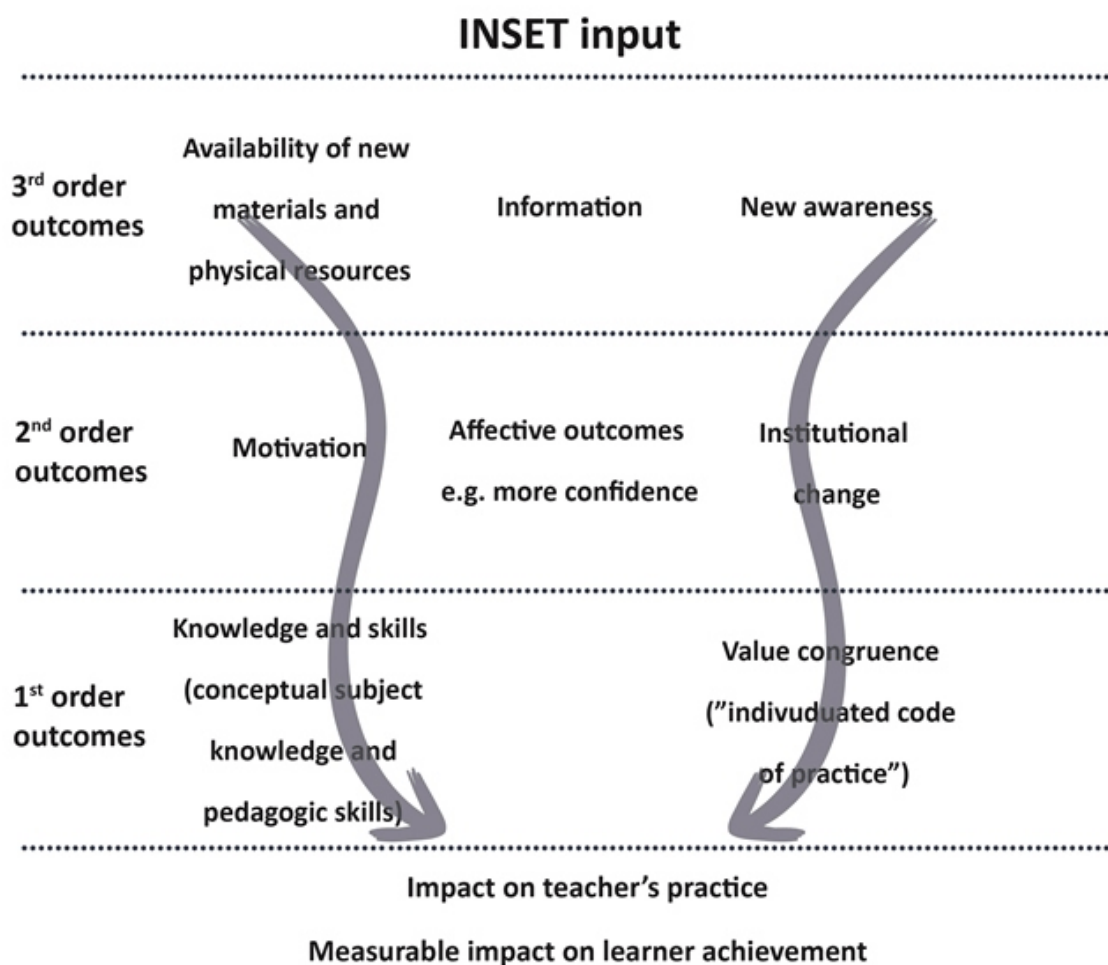 INSET input
3rd order
outcomes
Availability of new
materials and
physical resources
Information
New awareness
2nd order
outcomes
Motivation
Affective outcomes
e.g. more confidence
Institutional
change
1st order
outcomes
Knowledge and skills
(conceptual subject
knowledge and
pedagogic skills)
Value congruence
(”indivuduated code
of practice”)
Impact on teacher’s practice
Measurable impact on learner achievement